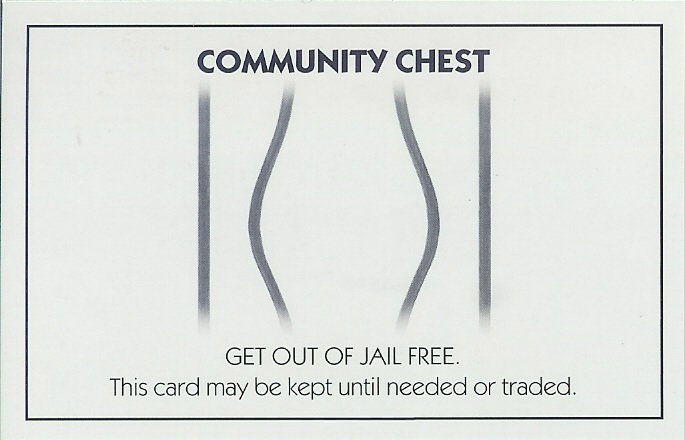 COMMUNITY CHEST
GET OUT OF JAIL FREE.
This card may be kept until needed or traded.